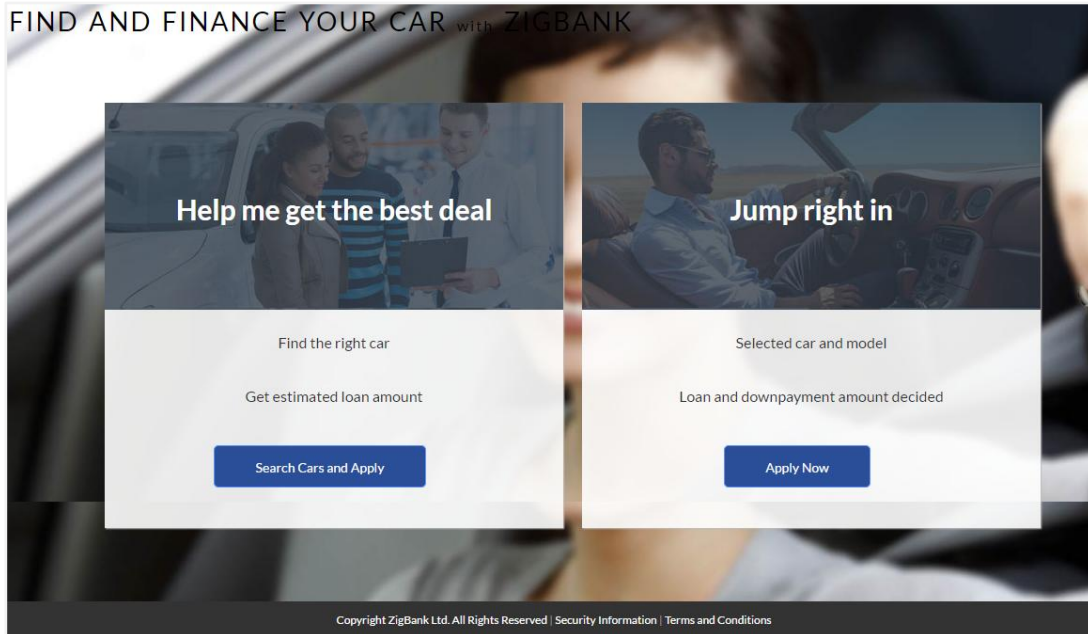 FIND AND FINANCE YOUR CAR with ZIGBANK
Help me get the best deal
Find the right car
Get estimated loan amount
Search Cars and Apply
Jump right in
Selected car and model
Loan and downpayment amount decided
Apply Now
Copyright ZigBank Ltd. All Rights Reserved | Security Information | Terms and Conditions